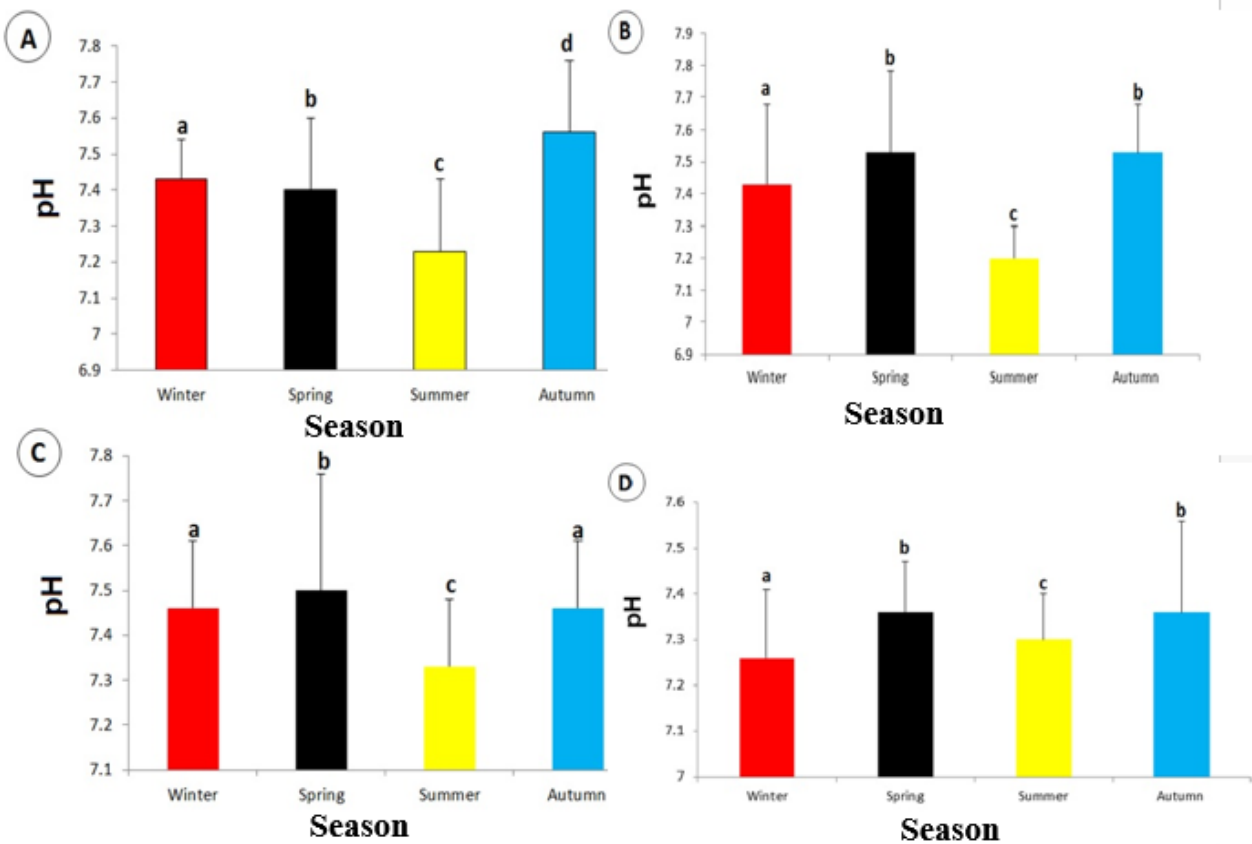 A
pH
7.8
7.7
7.6
7.5
7.4
7.3
7.2
7.1
7
6.9
a
b
c
d
Winter Spring Summer Autumn
Season
B
pH
7.9
7.8
7.7
7.6
7.5
7.4
7.3
7.2
7.1
7
6.9
a
b
c
b
Winter Spring Summer Autumn
Season
C
pH
7.8
7.7
7.6
7.5
7.4
7.3
7.2
7.1
a
b
c
a
Winter Spring Summer Autumn
Season
D
pH
7.6
7.5
7.4
7.3
7.2
7.1
7
a
b
c
b
Winter Spring Summer Autumn
Season